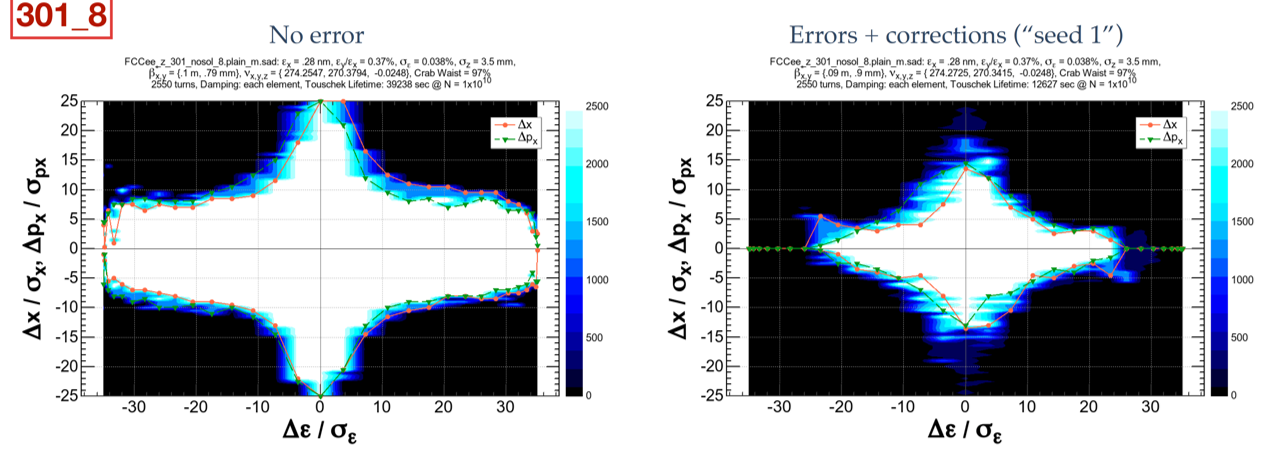 301_8
No error
FCCee_z_301_nosol_8.plain_m.sad: εx = .28 nm, εy/εx = 0.37%, σε = 0.038%, σz = 3.5 mm,
β*x,y = {.1 m, .79 mm}, νx,y,z = { 274.2547, 270.3794, -0.0248}, Crab Waist = 97%
2550 turns, Damping: each element, Touschek Lifetime: 39238 sec @ N = 1x10^10
Δx / σx, Δpx / σpx
25
20
15
10
5
0
-5
-10
-15
-20
-25
Δx
Δpx
-30 -20 -10 0 10 20 30
Δε / σε
2500
2000
1500
1000
500
0
Errors + corrections (“seed 1”)
FCCee_z_301_nosol_8.plain_m.sad: εx = .28 nm, εy/εx = 0.37%, σε = 0.038%, σz = 3.5 mm,
β*x,y = {.09 m, .9 mm}, νx,y,z = { 274.2725, 270.3415, -0.0248}, Crab Waist = 97%
2550 turns, Damping: each element, Touschek Lifetime: 12627 sec @ N = 1x10^10
Δx / σx, Δpx / σpx
25
20
15
10
5
0
-5
-10
-15
-20
-25
Δx
Δpx
-30 -20 -10 0 10 20 30
Δε / σε
2500
2000
1500
1000
500
0